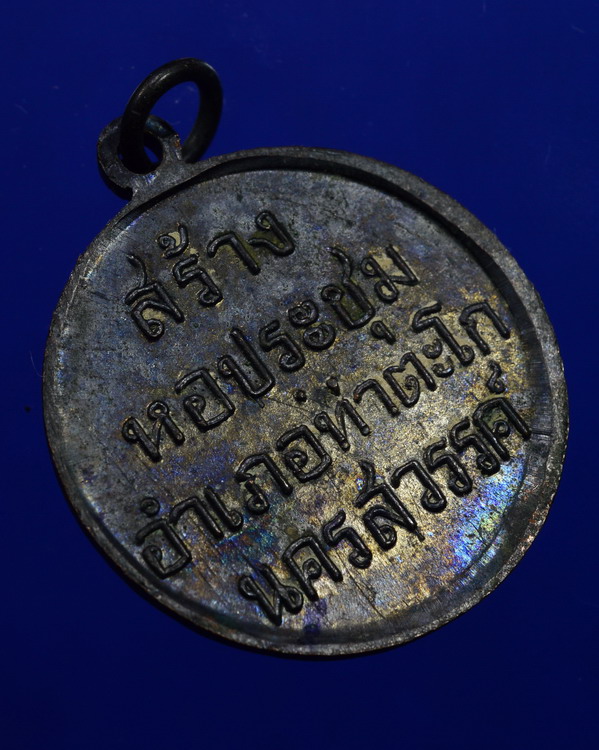 สร้าง
หอประชุม
อำเภอท่าตะโก
นครสวรรค์